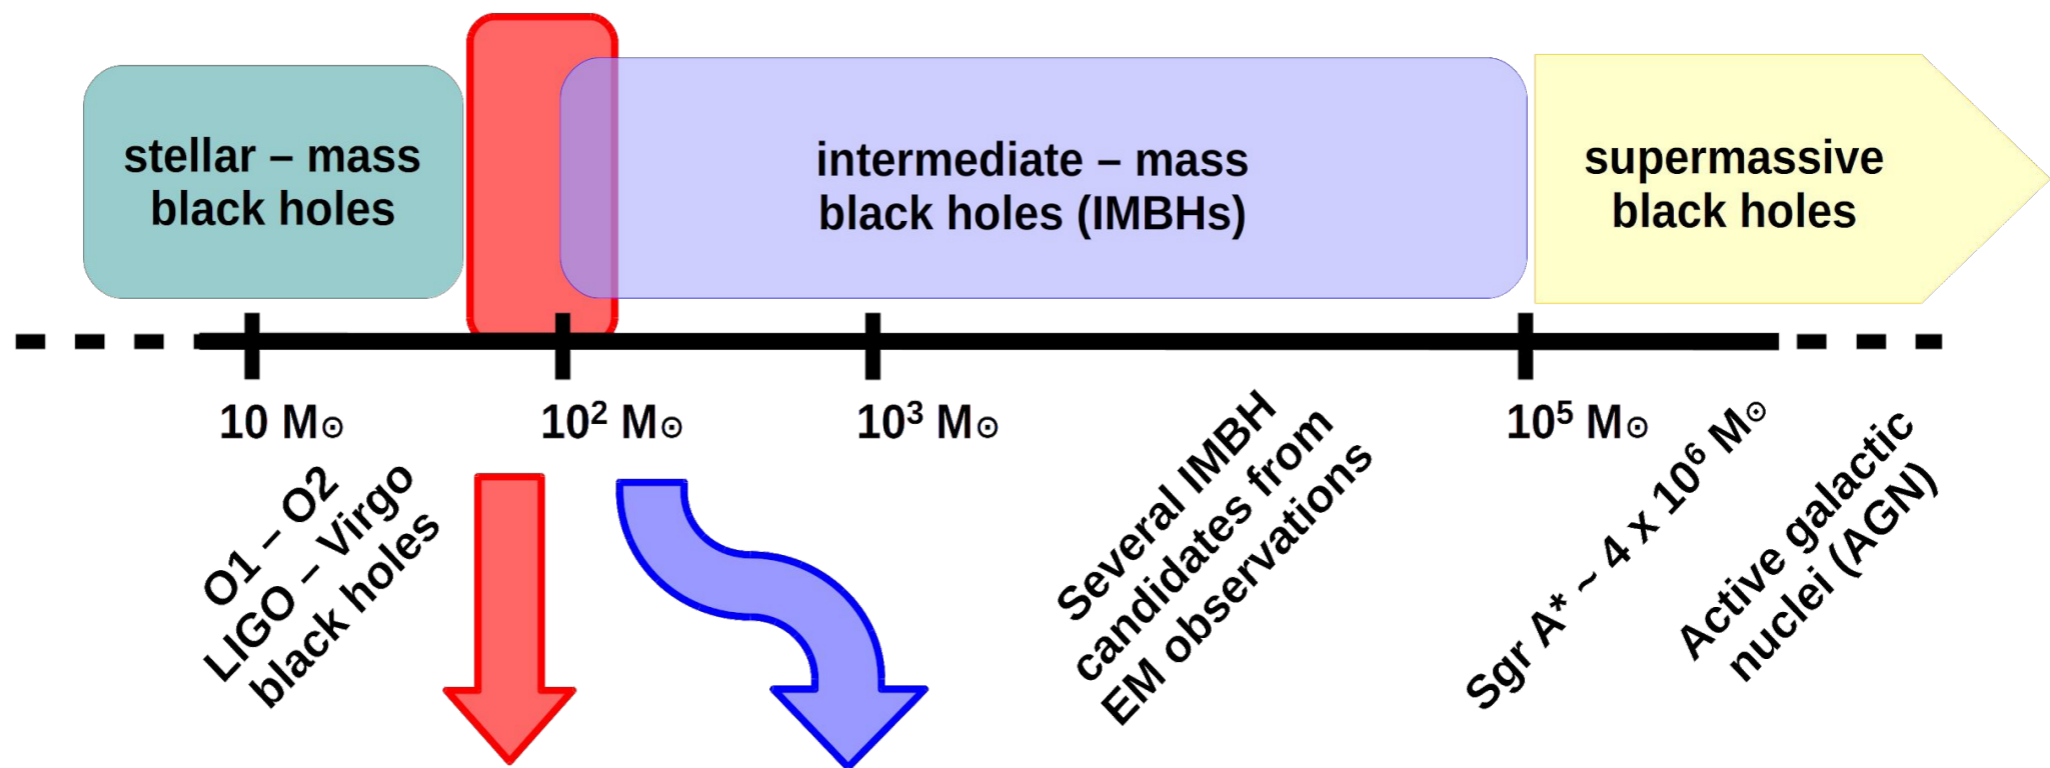 stellar – mass
black holes
intermediate – mass
black holes (IMBHs)
supermassive
black holes
10 M⊙
10² M⊙
10³ M⊙
10⁵ M⊙
O1 – O2
LIGO – Virgo
black holes
Several IMBH
candidates from
EM observations
Sgr A* ~ 4 x 10⁶ M⊙
Active galactic
nuclei (AGN)